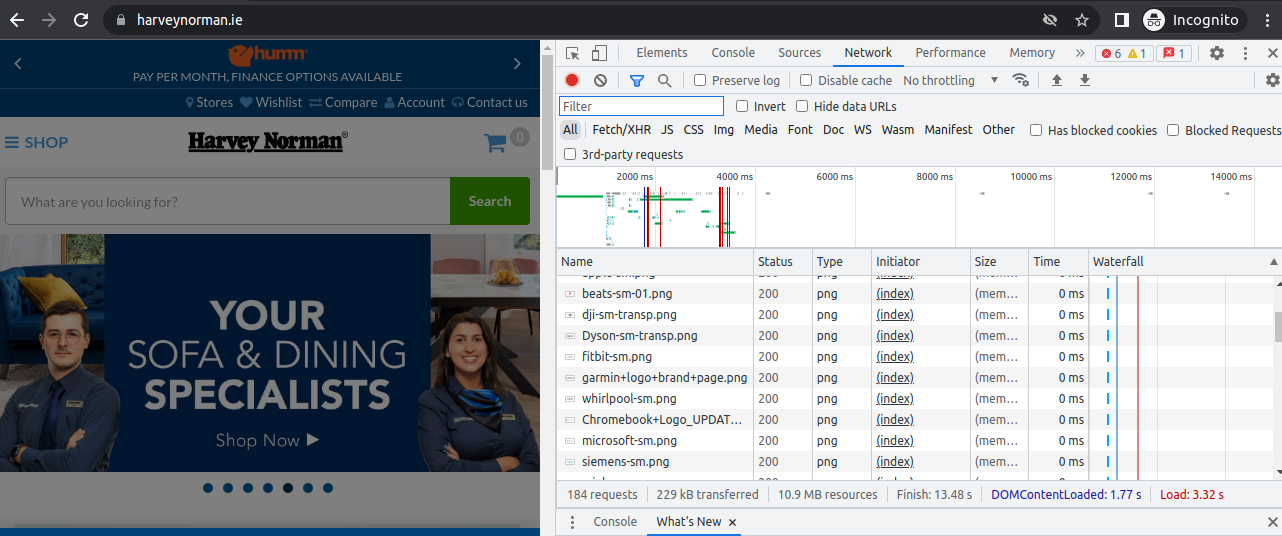 harveynorman.ie
Incognito
humm
PAY PER MONTH, FINANCE OPTIONS AVAILABLE
Stores Wishlist Compare Account Contact us
SHOP Harvey Norman® 0
What are you looking for? Search
YOUR
SOFA & DINING
SPECIALISTS
Shop Now
Elements Console Sources Network Performance Memory » 6 1 1
Preserve log Disable cache No throttling
Filter Invert Hide data URLs
All Fetch/XHR JS CSS Img Media Font Doc WS Wasm Manifest Other Has blocked cookies Blocked Requests
3rd-party requests
2000 ms 4000 ms 6000 ms 8000 ms 10000 ms 12000 ms 14000 ms
Name Status Type Initiator Size Time Waterfall
beats-sm-01.png 200 png (index) (mem… 0 ms
dji-sm-transp.png 200 png (index) (mem… 0 ms
Dyson-sm-transp.png 200 png (index) (mem… 0 ms
fitbit-sm.png 200 png (index) (mem… 0 ms
garmin+logo+brand+page.png 200 png (index) (mem… 0 ms
whirlpool-sm.png 200 png (index) (mem… 0 ms
Chromebook+Logo_UPDAT… 200 png (index) (mem… 0 ms
microsoft-sm.png 200 png (index) (mem… 0 ms
siemens-sm.png 200 png (index) (mem… 0 ms
184 requests 229 kB transferred 10.9 MB resources Finish: 13.48 s DOMContentLoaded: 1.77 s Load: 3.32 s
Console What's New